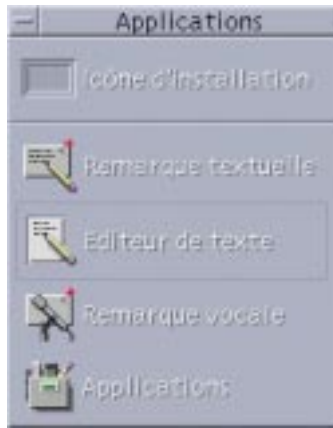 Applications
Icône d'installation
Remarque textuelle
Editeur de texte
Remarque vocale
Applications